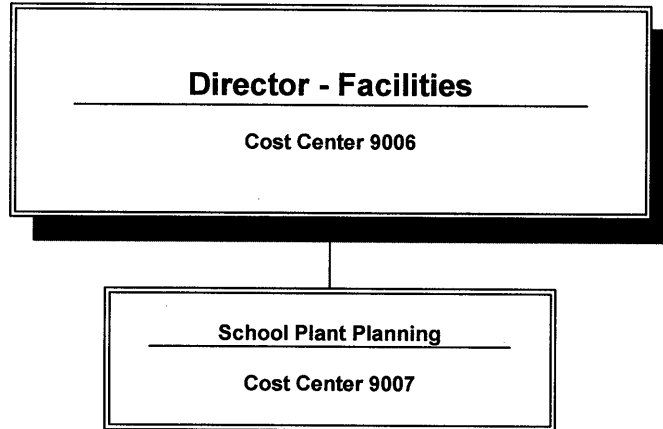 Director - Facilities
Cost Center 9006
School Plant Planning
Cost Center 9007